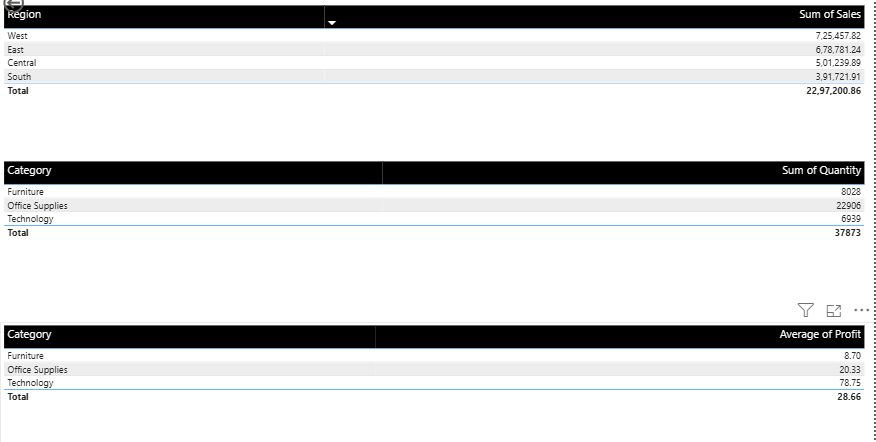 Region Sum of Sales
West 7,25,457.82
East 6,78,781.24
Central 5,01,239.89
South 3,91,721.91
Total 22,97,200.86
Category Sum of Quantity
Furniture 8028
Office Supplies 22906
Technology 6939
Total 37873
Category Average of Profit
Furniture 8.70
Office Supplies 20.33
Technology 78.75
Total 28.66